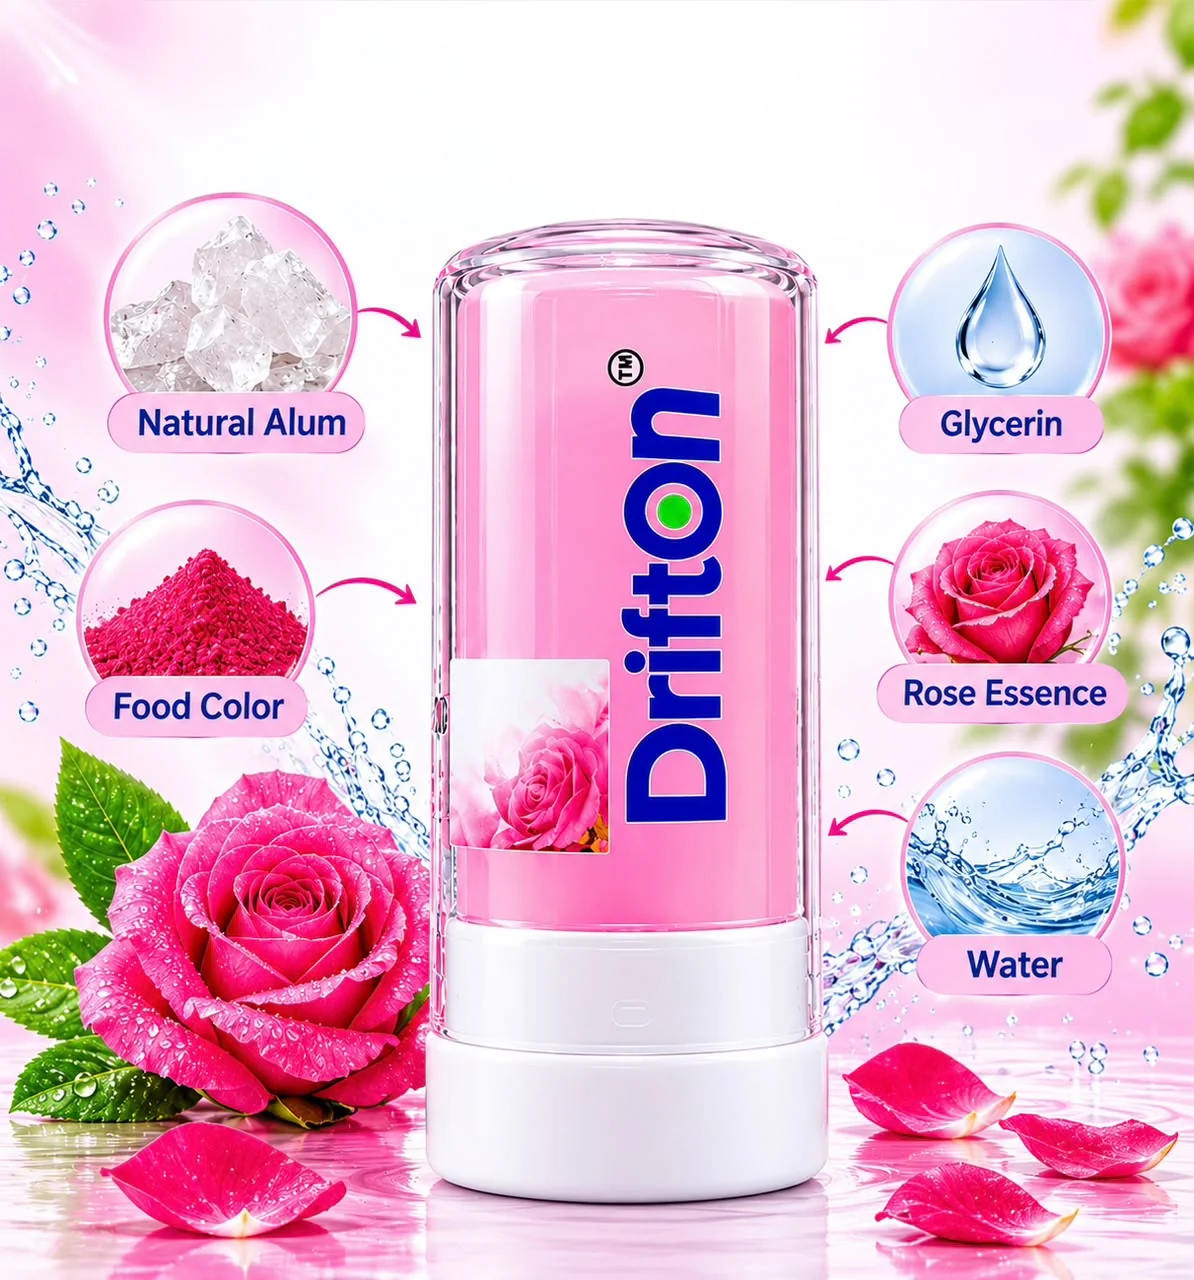 Natural Alum
Glycerin
Food Color
Rose Essence
Water
Drifton
TM